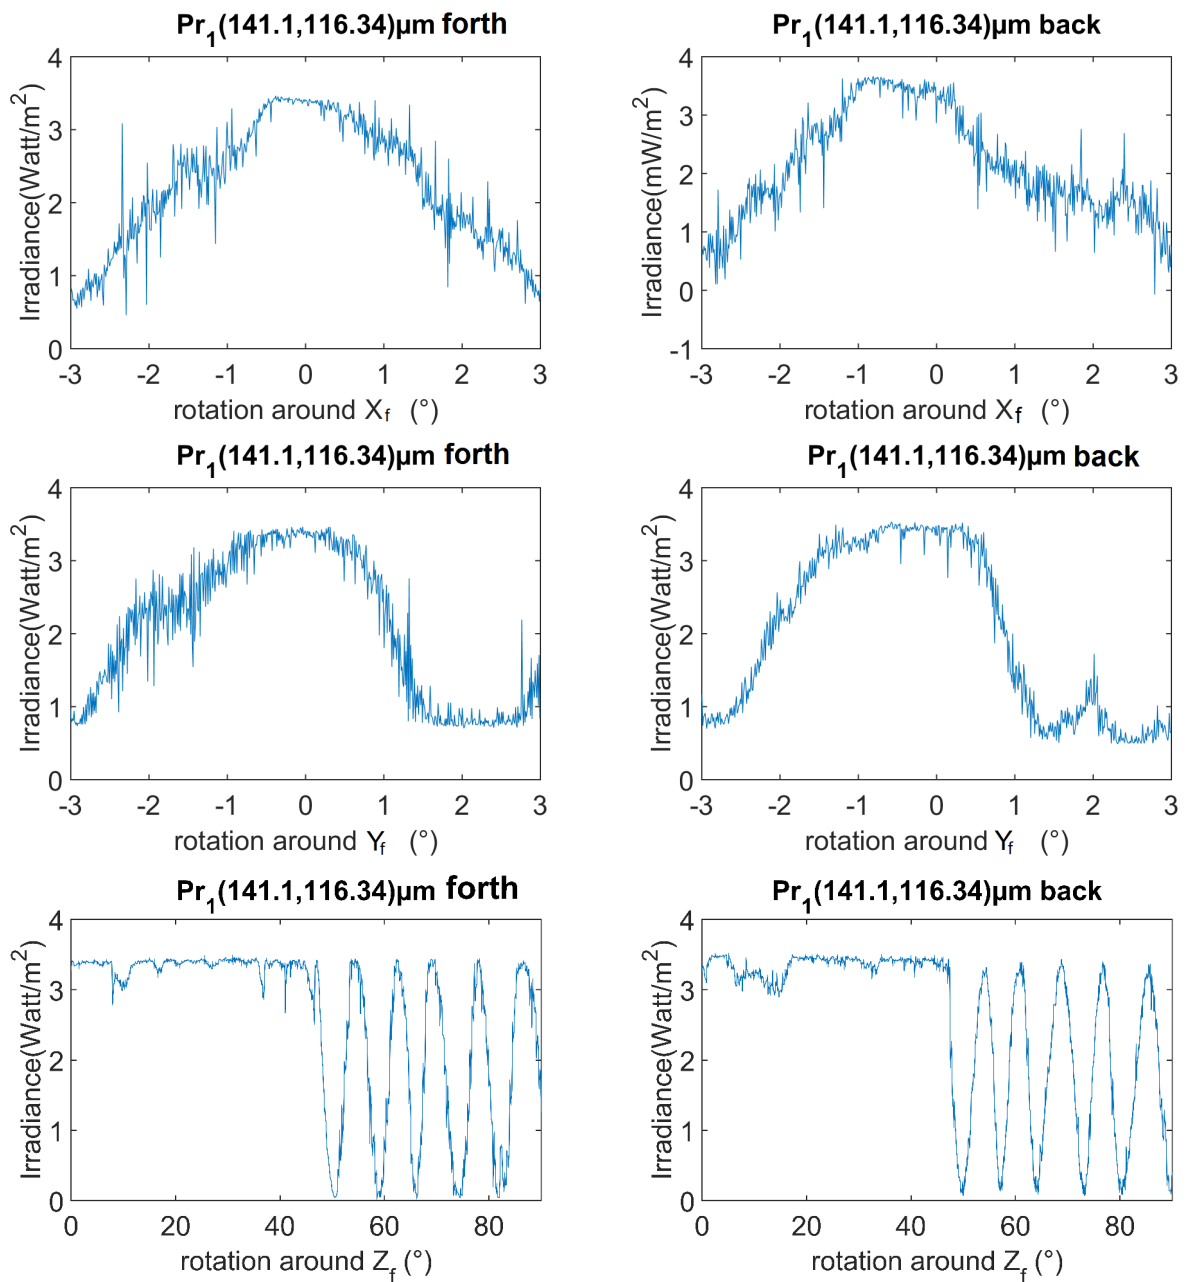 Pr1(141.1,116.34)µm forth
Irradiance(Watt/m2)
4
3
2
1
0
-3 -2 -1 0 1 2 3
rotation around Xf (°)
Pr1(141.1,116.34)µm back
Irradiance(mW/m2)
4
3
2
1
0
-1
-3 -2 -1 0 1 2 3
rotation around Xf (°)
Pr1(141.1,116.34)µm forth
Irradiance(Watt/m2)
4
3
2
1
0
-3 -2 -1 0 1 2 3
rotation around Yf (°)
Pr1(141.1,116.34)µm back
Irradiance(Watt/m2)
4
3
2
1
0
-3 -2 -1 0 1 2 3
rotation around Yf (°)
Pr1(141.1,116.34)µm forth
Irradiance(Watt/m2)
4
3
2
1
0
0 20 40 60 80
rotation around Zf (°)
Pr1(141.1,116.34)µm back
Irradiance(Watt/m2)
4
3
2
1
0
0 20 40 60 80
rotation around Zf (°)